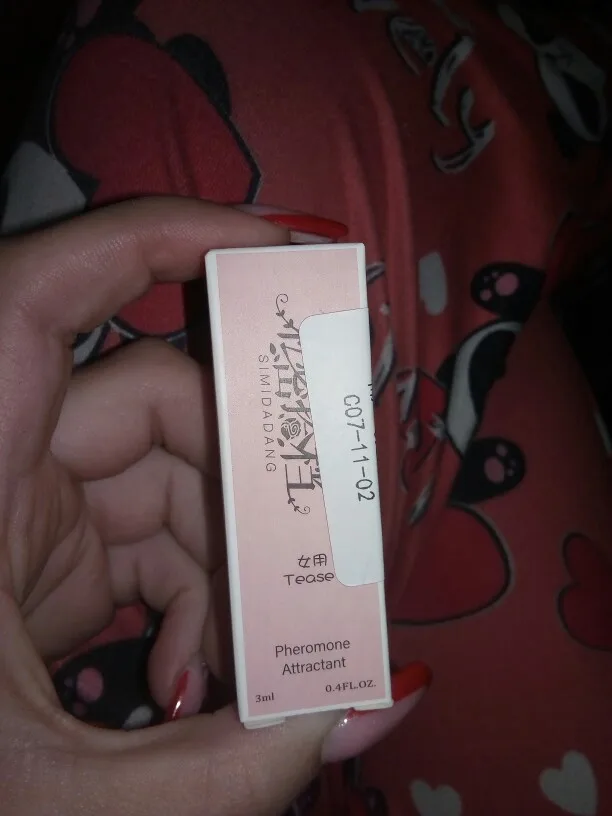 SIMIDADANG
C07-11-02
女用
Tease
Pheromone
Attractant
3ml 0.4FL.OZ.